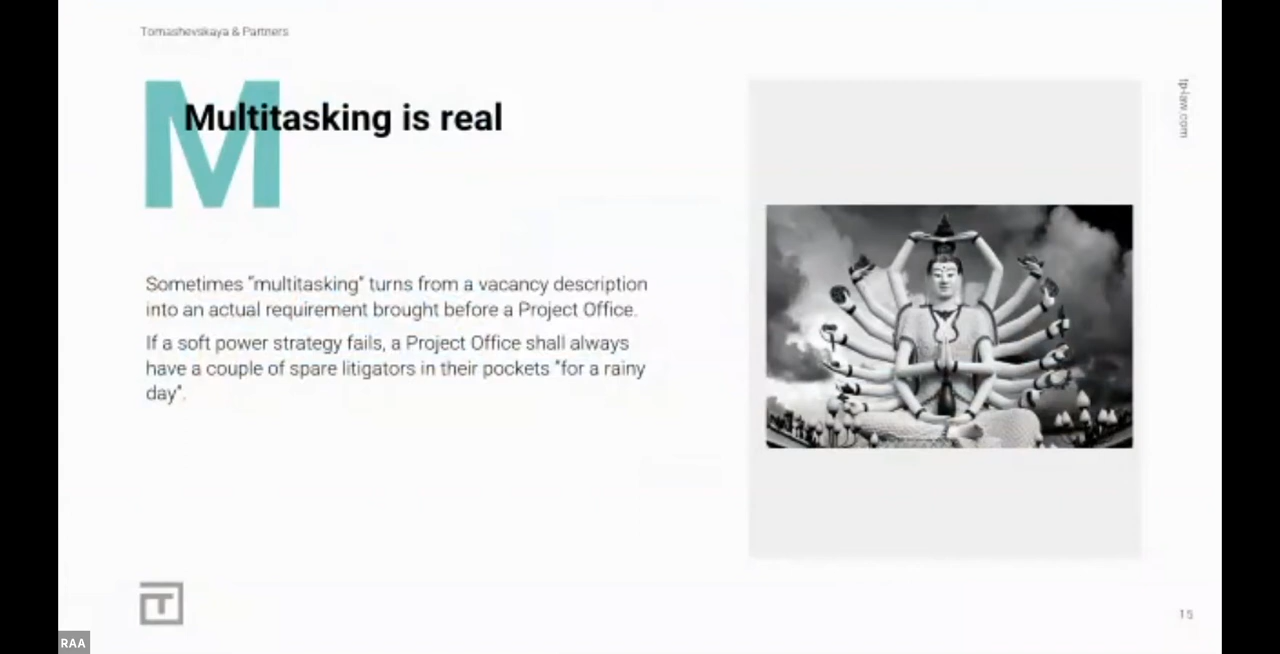 Tomashevskaya & Partners
M
Multitasking is real
tp-law.com
Sometimes "multitasking" turns from a vacancy description
into an actual requirement brought before a Project Office.
If a soft power strategy fails, a Project Office shall always
have a couple of spare litigators in their pockets "for a rainy
day".
T
15
RAA